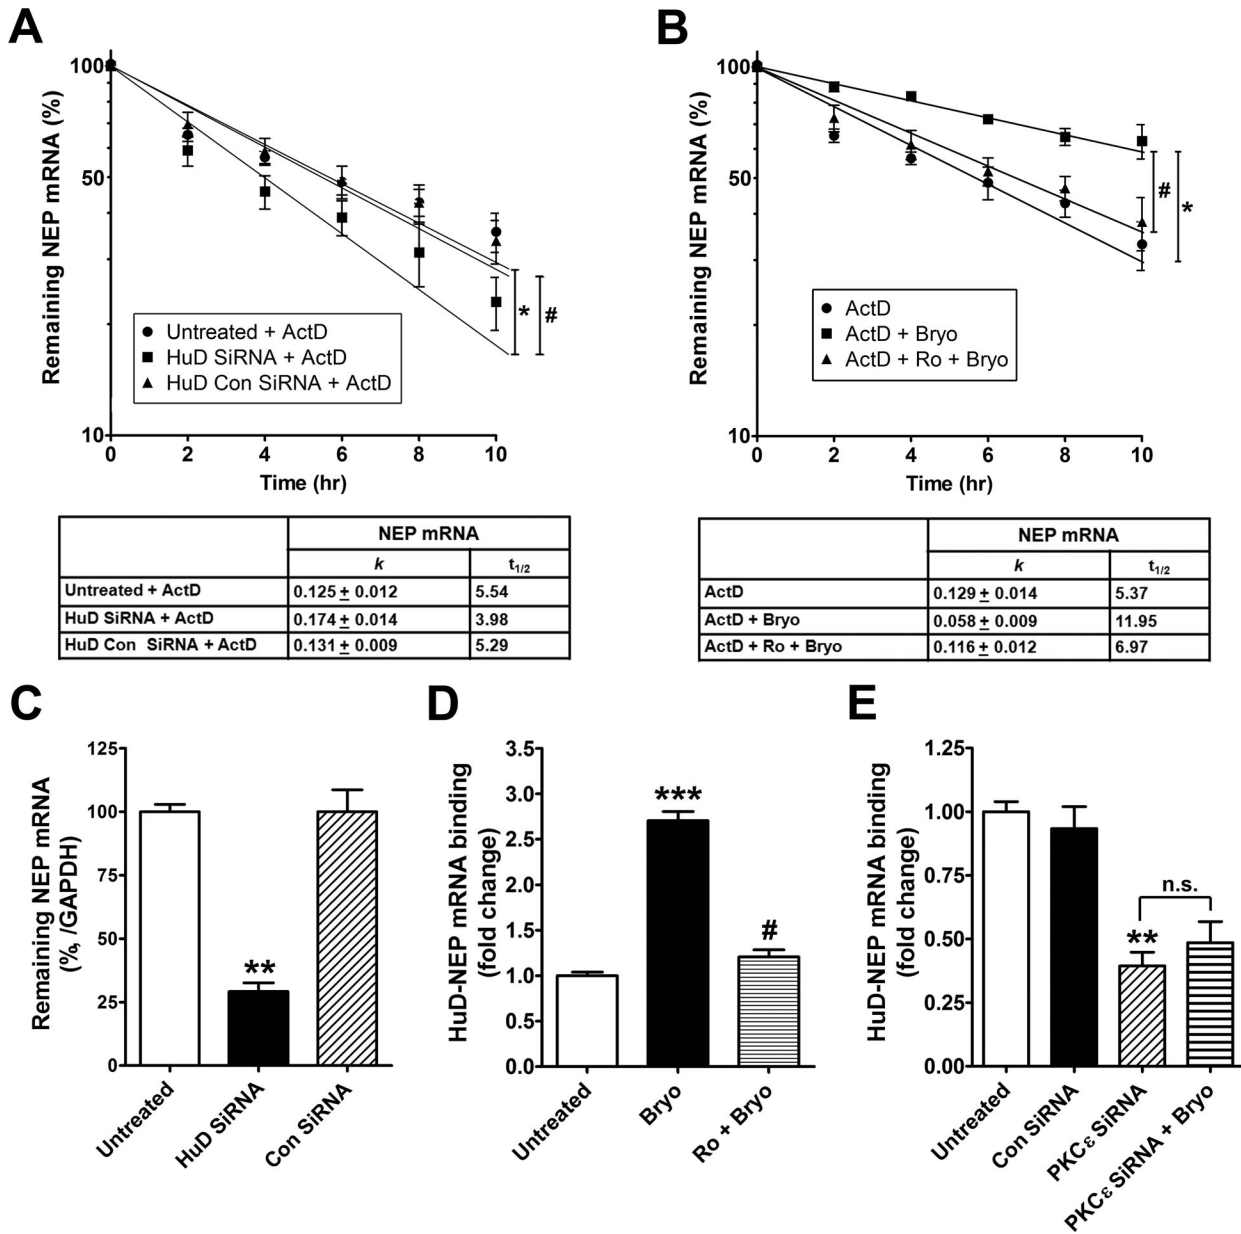 A
Remaining NEP mRNA (%)
100
50
10
0 2 4 6 8 10
Time (hr)
* #
Untreated + ActD
HuD SiRNA + ActD
HuD Con SiRNA + ActD
NEP mRNA
k t1/2
Untreated + ActD 0.125 ± 0.012 5.54
HuD SiRNA + ActD 0.174 ± 0.014 3.98
HuD Con SiRNA + ActD 0.131 ± 0.009 5.29
B
Remaining NEP mRNA (%)
100
50
10
0 2 4 6 8 10
Time (hr)
# *
ActD
ActD + Bryo
ActD + Ro + Bryo
NEP mRNA
k t1/2
ActD 0.129 ± 0.014 5.37
ActD + Bryo 0.058 ± 0.009 11.95
ActD + Ro + Bryo 0.116 ± 0.012 6.97
C
Remaining NEP mRNA
(%, /GAPDH)
125
100
75
50
25
0
**
Untreated
HuD SiRNA
Con SiRNA
D
HuD-NEP mRNA binding
(fold change)
3.5
3.0
2.5
2.0
1.5
1.0
0.5
0.0
***
#
Untreated
Bryo
Ro + Bryo
E
HuD-NEP mRNA binding
(fold change)
1.25
1.00
0.75
0.50
0.25
0.00
n.s.
**
Untreated
Con SiRNA
PKCε SiRNA
PKCε SiRNA + Bryo